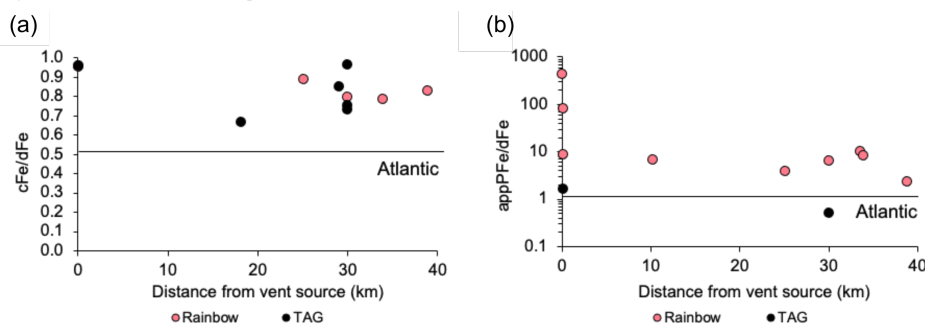 (a)
1.0
0.9
0.8
0.7
0.6
0.5
0.4
0.3
0.2
0.1
0.0
cFe/dFe
Atlantic
0 10 20 30 40
Distance from vent source (km)
Rainbow TAG
(b)
1000
100
10
1
0.1
appPFe/dFe
Atlantic
0 10 20 30 40
Distance from vent source (km)
Rainbow TAG